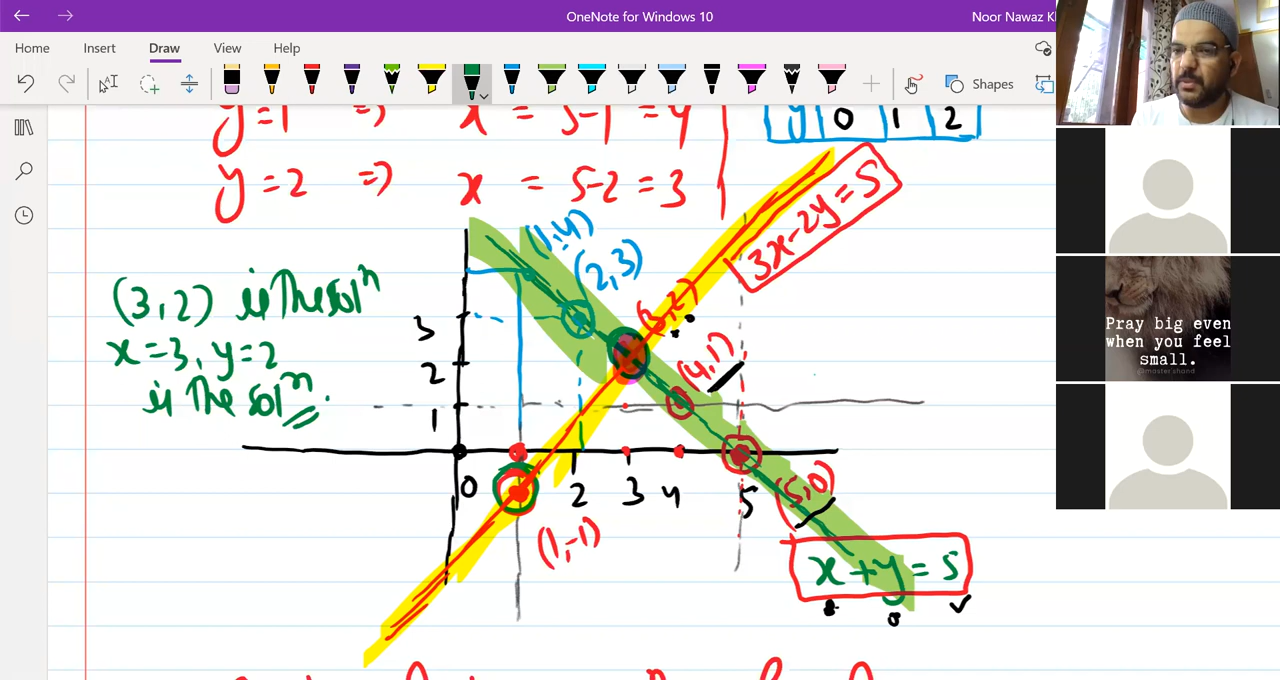 OneNote for Windows 10
Noor Nawaz K
Home Insert Draw View Help
Shapes
y=1 => x = 5-1 =4
y 0 1 2
y=2 => x = 5-2=3
3x-2y=5
(1,4)
(2,3)
(3,2)
(4,1)
(3,2) is The solⁿ
x=3, y=2
is The solⁿ.
3
2
1
0 2 3 4 5
(5,0)
(1,-1)
x+y=5
Pray big even
when you feel
small.